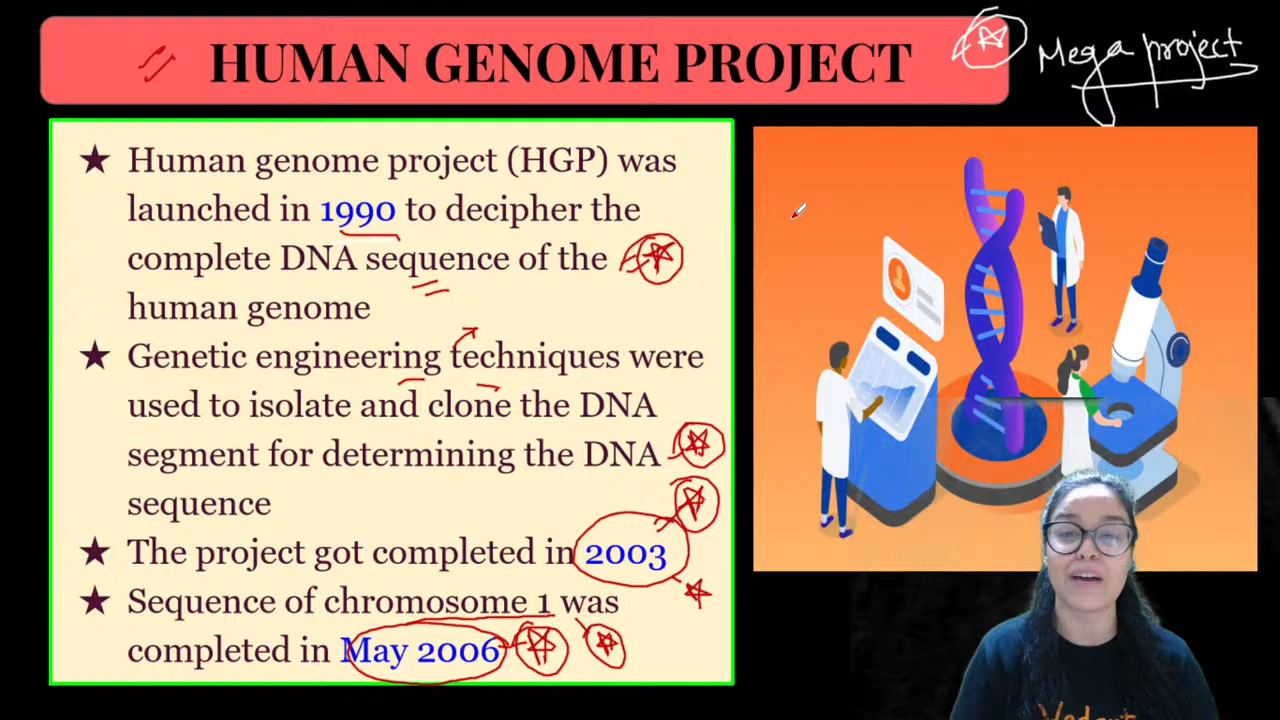 HUMAN GENOME PROJECT
Mega project
★ Human genome project (HGP) was
launched in 1990 to decipher the
complete DNA sequence of the
human genome
★ Genetic engineering techniques were
used to isolate and clone the DNA
segment for determining the DNA
sequence
★ The project got completed in 2003
★ Sequence of chromosome 1 was
completed in May 2006